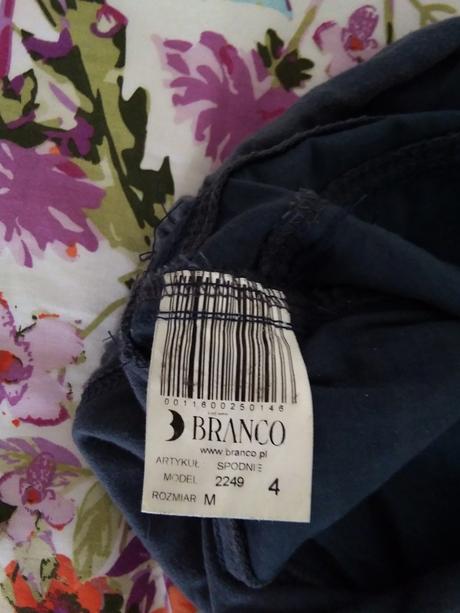 0011600250146
BRANCO
www.branco.pl
ARTYKUŁ SPODNIE
MODEL 2249 4
ROZMIAR M